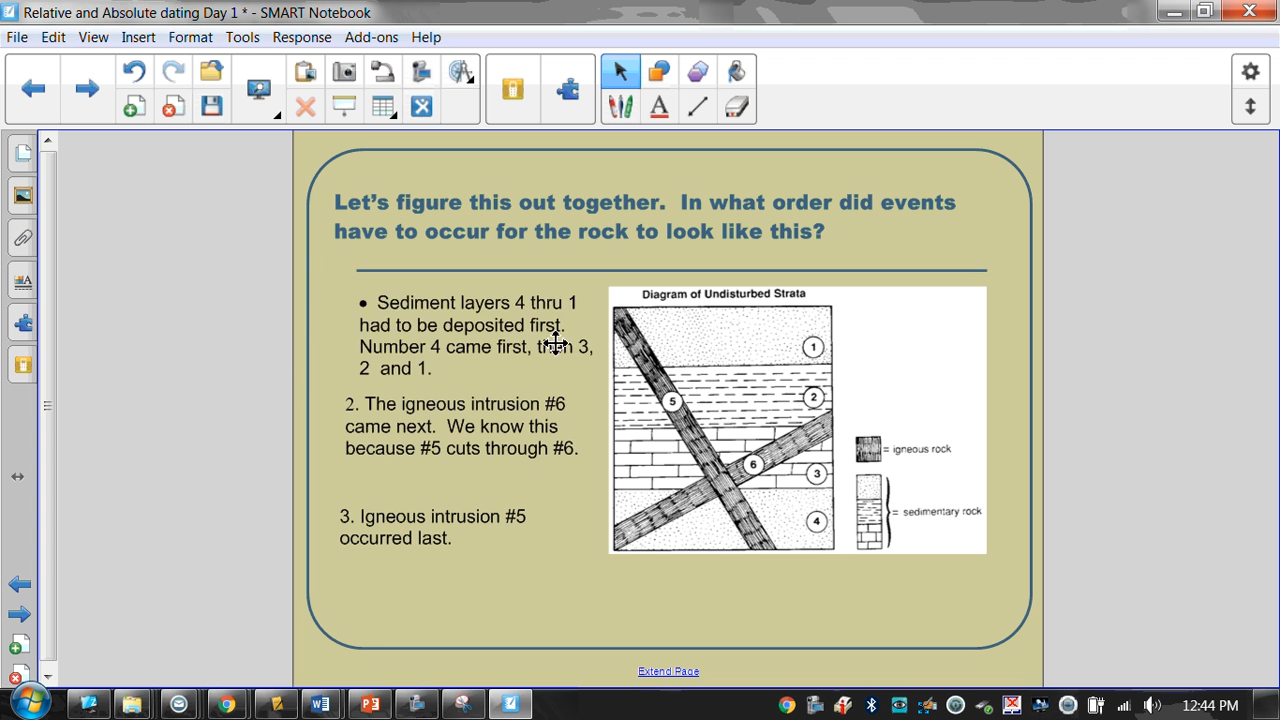 Relative and Absolute dating Day 1 * - SMART Notebook
File Edit View Insert Format Tools Response Add-ons Help
Let's figure this out together. In what order did events
have to occur for the rock to look like this?
• Sediment layers 4 thru 1
had to be deposited first.
Number 4 came first, then 3,
2 and 1.
2. The igneous intrusion #6
came next. We know this
because #5 cuts through #6.
3. Igneous intrusion #5
occurred last.
Diagram of Undisturbed Strata
1
2
3
4
5
6
= igneous rock
= sedimentary rock
Extend Page
12:44 PM